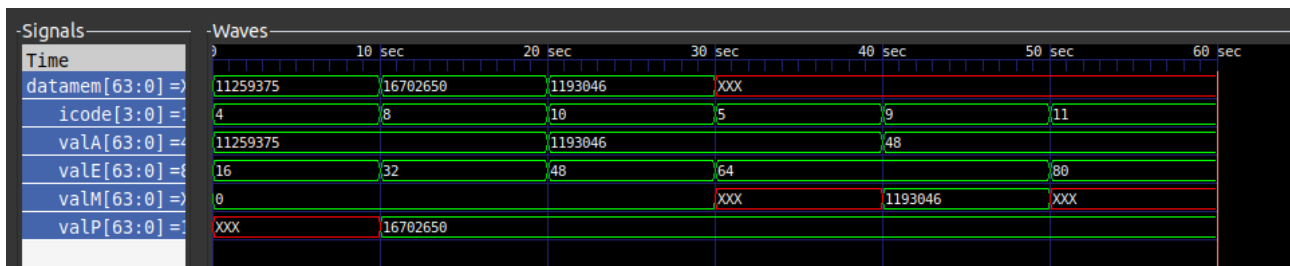 Signals Waves
Time 0 10 sec 20 sec 30 sec 40 sec 50 sec 60 sec
datamem[63:0] =X 11259375 16702650 1193046 XXX
icode[3:0] =1 4 8 10 5 9 11
valA[63:0] =4 11259375 1193046 48
valE[63:0] =8 16 32 48 64 80
valM[63:0] =X 0 XXX 1193046 XXX
valP[63:0] =1 XXX 16702650